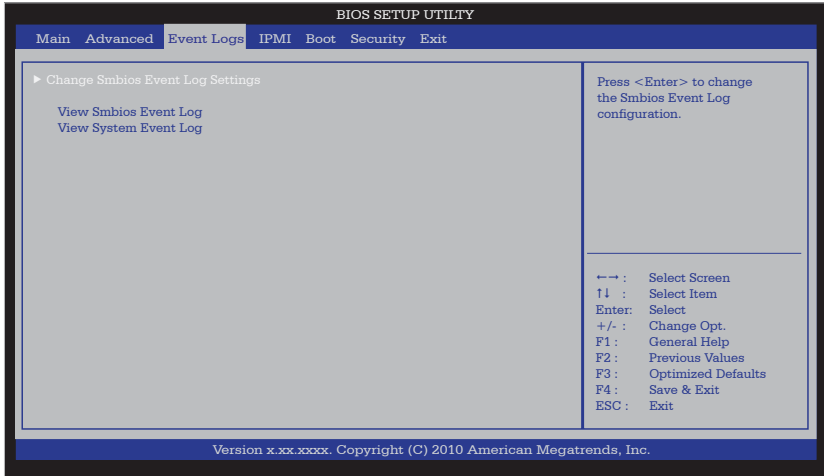 BIOS SETUP UTILTY
Main Advanced Event Logs IPMI Boot Security Exit
▶ Change Smbios Event Log Settings
View Smbios Event Log
View System Event Log
Press <Enter> to change
the Smbios Event Log
configuration.
←→ : Select Screen
↑↓ : Select Item
Enter: Select
+/- : Change Opt.
F1 : General Help
F2 : Previous Values
F3 : Optimized Defaults
F4 : Save & Exit
ESC : Exit
Version x.xx.xxxx. Copyright (C) 2010 American Megatrends, Inc.